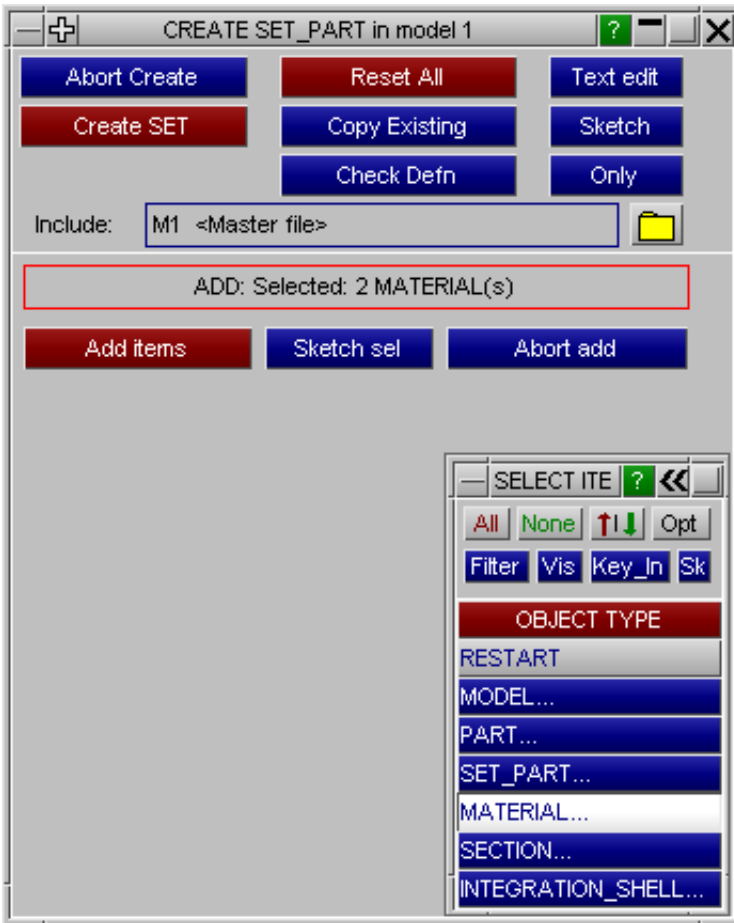 CREATE SET_PART in model 1 ?
Abort Create Reset All Text edit
Create SET Copy Existing Sketch
Check Defn Only
Include: M1 <Master file>
ADD: Selected: 2 MATERIAL(s)
Add items Sketch sel Abort add
SELECT ITE ?
All None Opt
Filter Vis Key_In Sk
OBJECT TYPE
RESTART
MODEL...
PART...
SET_PART...
MATERIAL...
SECTION...
INTEGRATION_SHELL...